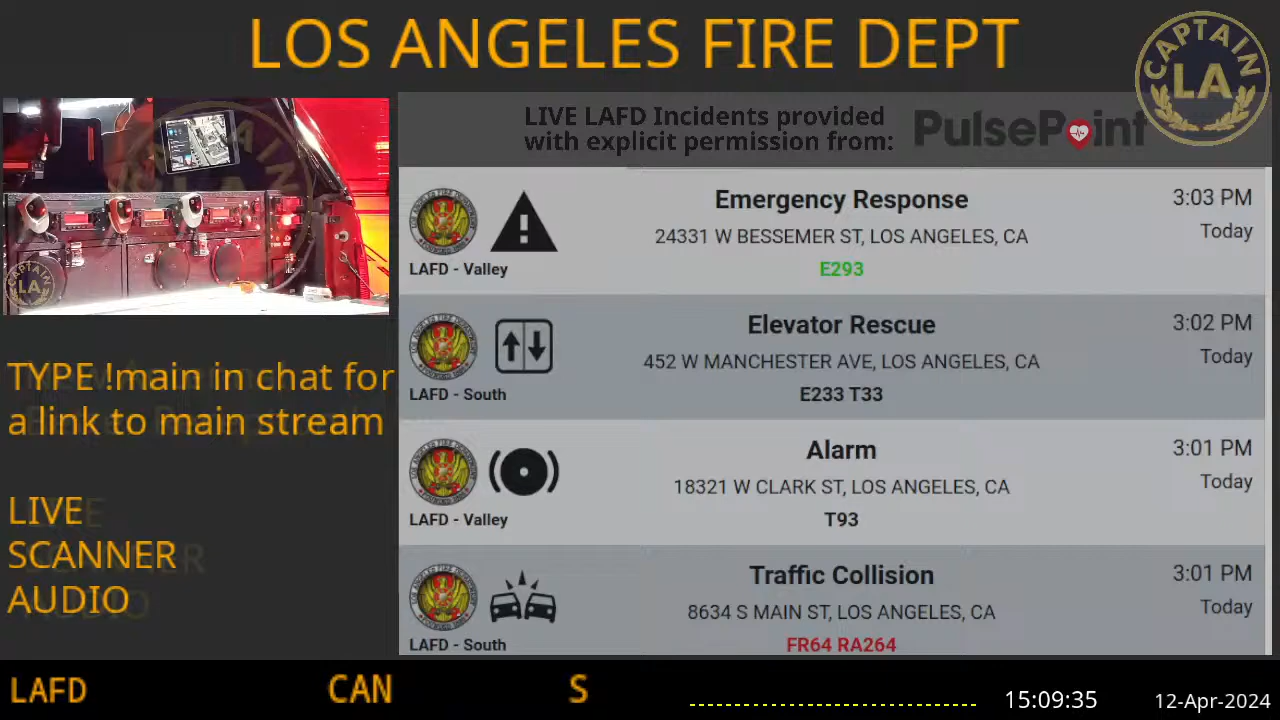 LOS ANGELES FIRE DEPT
CAPTAIN
LA
LIVE LAFD Incidents provided
with explicit permission from:
PulsePoint
Emergency Response
3:03 PM
24331 W BESSEMER ST, LOS ANGELES, CA
Today
LAFD - Valley
E293
Elevator Rescue
3:02 PM
452 W MANCHESTER AVE, LOS ANGELES, CA
Today
LAFD - South
E233 T33
Alarm
3:01 PM
18321 W CLARK ST, LOS ANGELES, CA
Today
LAFD - Valley
T93
Traffic Collision
3:01 PM
8634 S MAIN ST, LOS ANGELES, CA
Today
LAFD - South
FR64 RA264
CAPTAIN
LA
TYPE !main in chat for
a link to main stream
LIVE
SCANNER
AUDIO
LAFD CAN S
15:09:35 12-Apr-2024